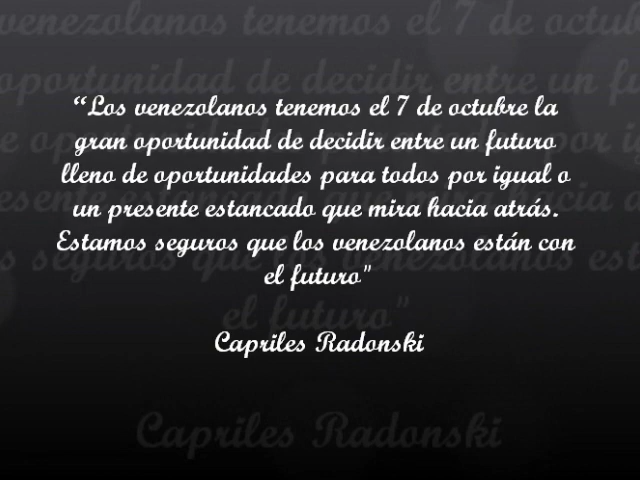 “Los venezolanos tenemos el 7 de octubre la
gran oportunidad de decidir entre un futuro
lleno de oportunidades para todos por igual o
un presente estancado que mira hacia atrás.
Estamos seguros que los venezolanos están con
el futuro"
Capriles Radonski